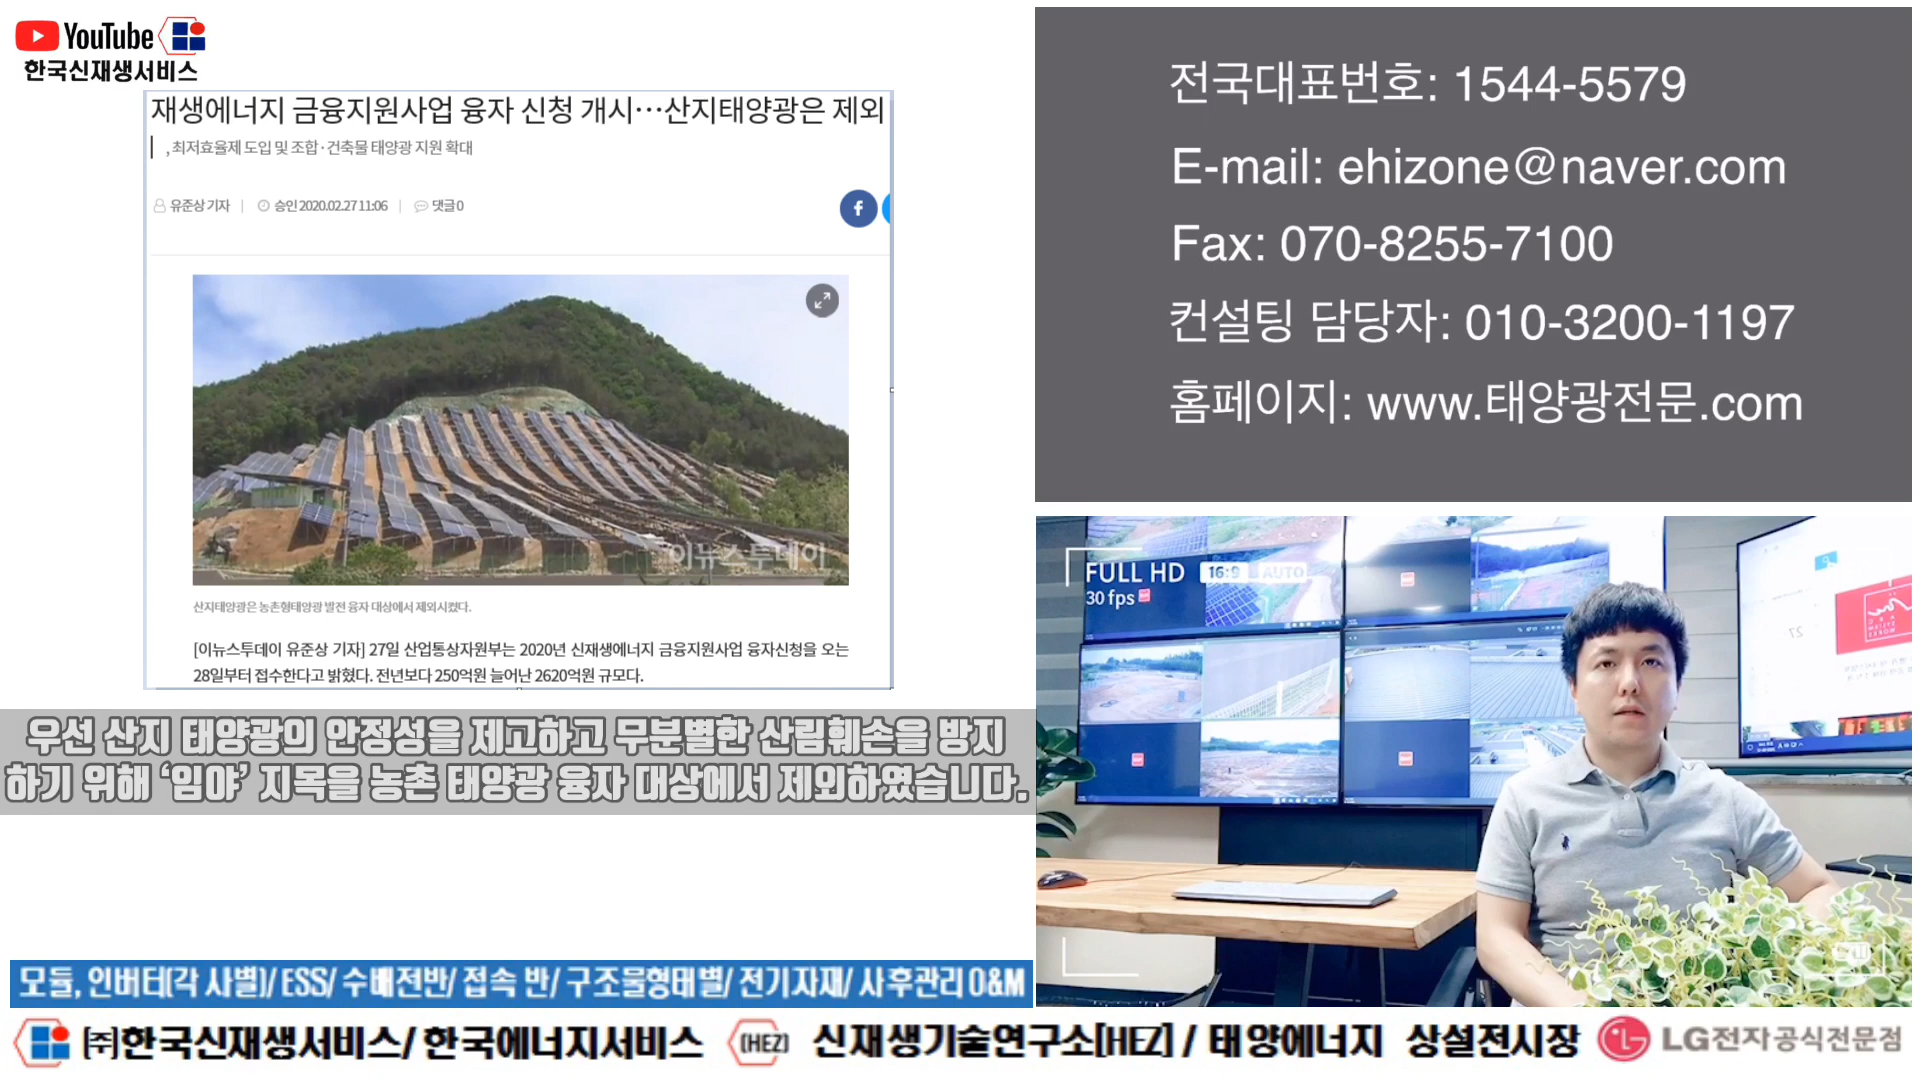 YouTube
한국신재생서비스
재생에너지 금융지원사업 융자 신청 개시…산지태양광은 제외
, 최저효율제 도입 및 조합·건축물 태양광 지원 확대
유준상 기자 | 승인 2020.02.27 11:06 | 댓글 0
이뉴스투데이
산지태양광은 농촌형태양광 발전 융자 대상에서 제외시켰다.
[이뉴스투데이 유준상 기자] 27일 산업통상자원부는 2020년 신재생에너지 금융지원사업 융자신청을 오는
28일부터 접수한다고 밝혔다. 전년보다 250억원 늘어난 2620억원 규모다.
우선 산지 태양광의 안정성을 제고하고 무분별한 산림훼손을 방지
하기 위해 ‘임야’ 지목을 농촌 태양광 융자 대상에서 제외하였습니다.
전국대표번호: 1544-5579
E-mail: ehizone@naver.com
Fax: 070-8255-7100
컨설팅 담당자: 010-3200-1197
홈페이지: www.태양광전문.com
FULL HD 16:9 AUTO
30 fps
모듈, 인버터(각 사별)/ ESS/ 수배전반/ 접속 반/ 구조물형태별/ 전기자재/ 사후관리 O&M
㈜한국신재생서비스/ 한국에너지서비스 [HEZ] 신재생기술연구소[HEZ] / 태양에너지 상설전시장 LG전자공식전문점